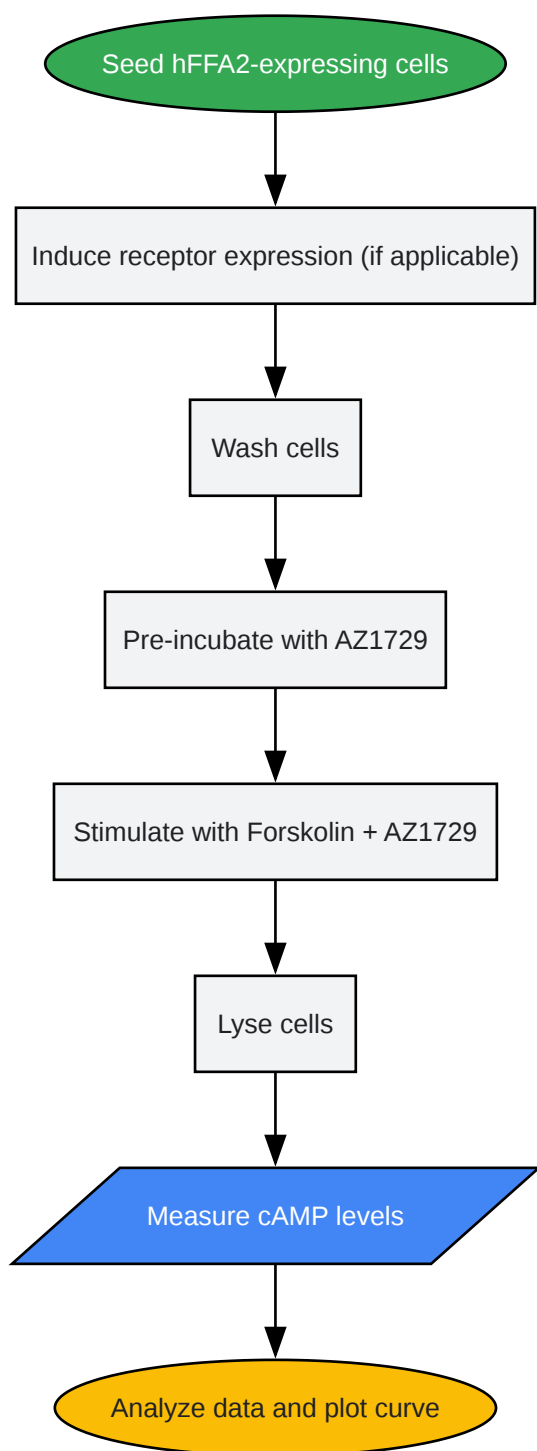 Seed hFFA2-expressing cells
Induce receptor expression (if applicable)
Wash cells
Pre-incubate with AZ1729
Stimulate with Forskolin + AZ1729
Lyse cells
Measure cAMP levels
Analyze data and plot curve